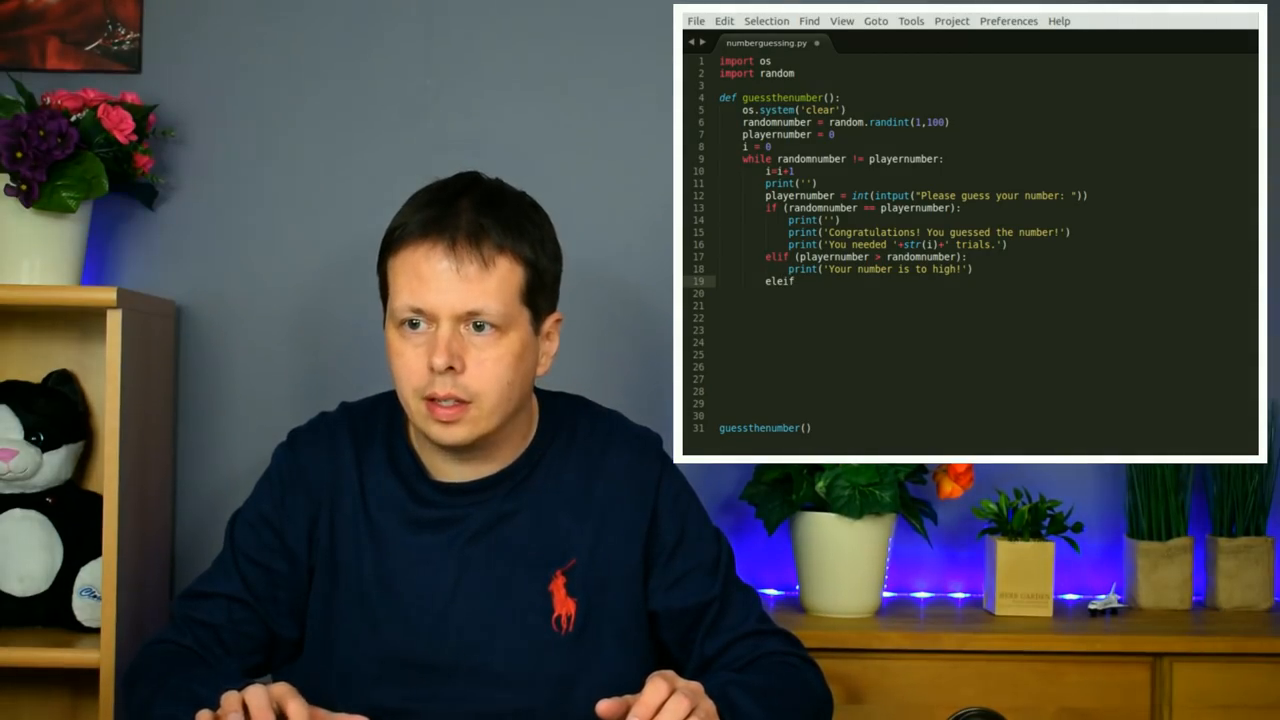 File Edit Selection Find View Goto Tools Project Preferences Help
numberguessing.py
1 import os
2 import random
3
4 def guessthenumber():
5 os.system('clear')
6 randomnumber = random.randint(1,100)
7 playernumber = 0
8 i = 0
9 while randomnumber != playernumber:
10 i=i+1
11 print('')
12 playernumber = int(intput("Please guess your number: "))
13 if (randomnumber == playernumber):
14 print('')
15 print('Congratulations! You guessed the number!')
16 print('You needed '+str(i)+' trials.')
17 elif (playernumber > randomnumber):
18 print('Your number is to high!')
19 eleif
20
21
22
23
24
25
26
27
28
29
30
31 guessthenumber()
HERB GARDEN